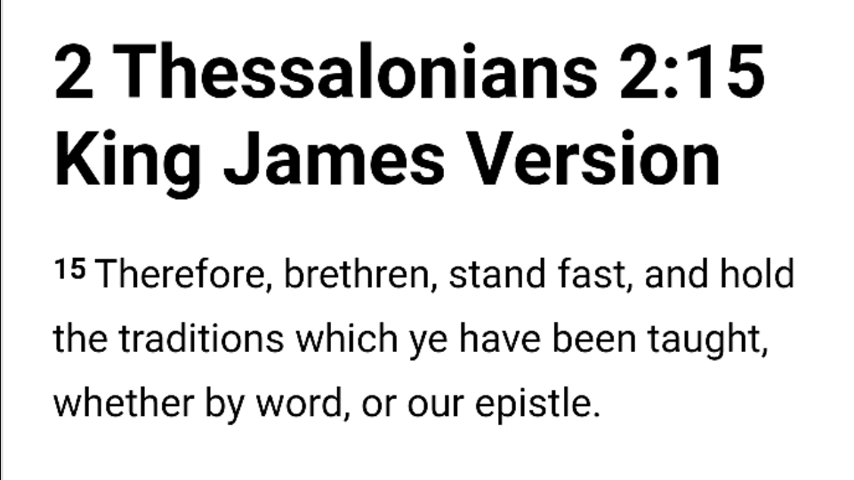 2 Thessalonians 2:15
King James Version
15 Therefore, brethren, stand fast, and hold
the traditions which ye have been taught,
whether by word, or our epistle.